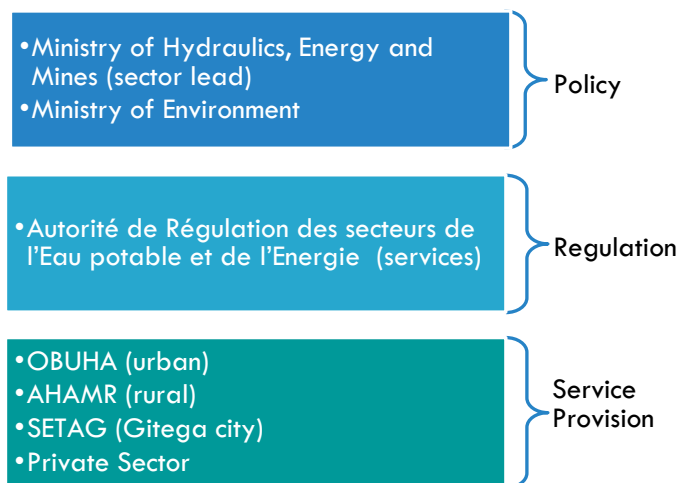 •Ministry of Hydraulics, Energy and
Mines (sector lead)
•Ministry of Environment
Policy
•Autorité de Régulation des secteurs de
l'Eau potable et de l'Energie (services)
Regulation
•OBUHA (urban)
•AHAMR (rural)
•SETAG (Gitega city)
•Private Sector
Service
Provision